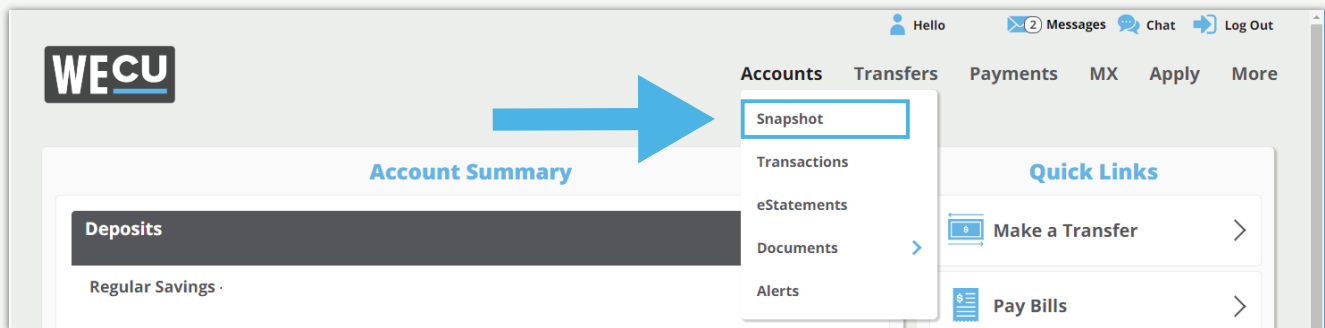 Hello
2 Messages
Chat
Log Out
WECU
Accounts
Transfers
Payments
MX
Apply
More
Snapshot
Transactions
eStatements
Documents
Alerts
Account Summary
Deposits
Regular Savings -
Quick Links
$ Make a Transfer
$ Pay Bills